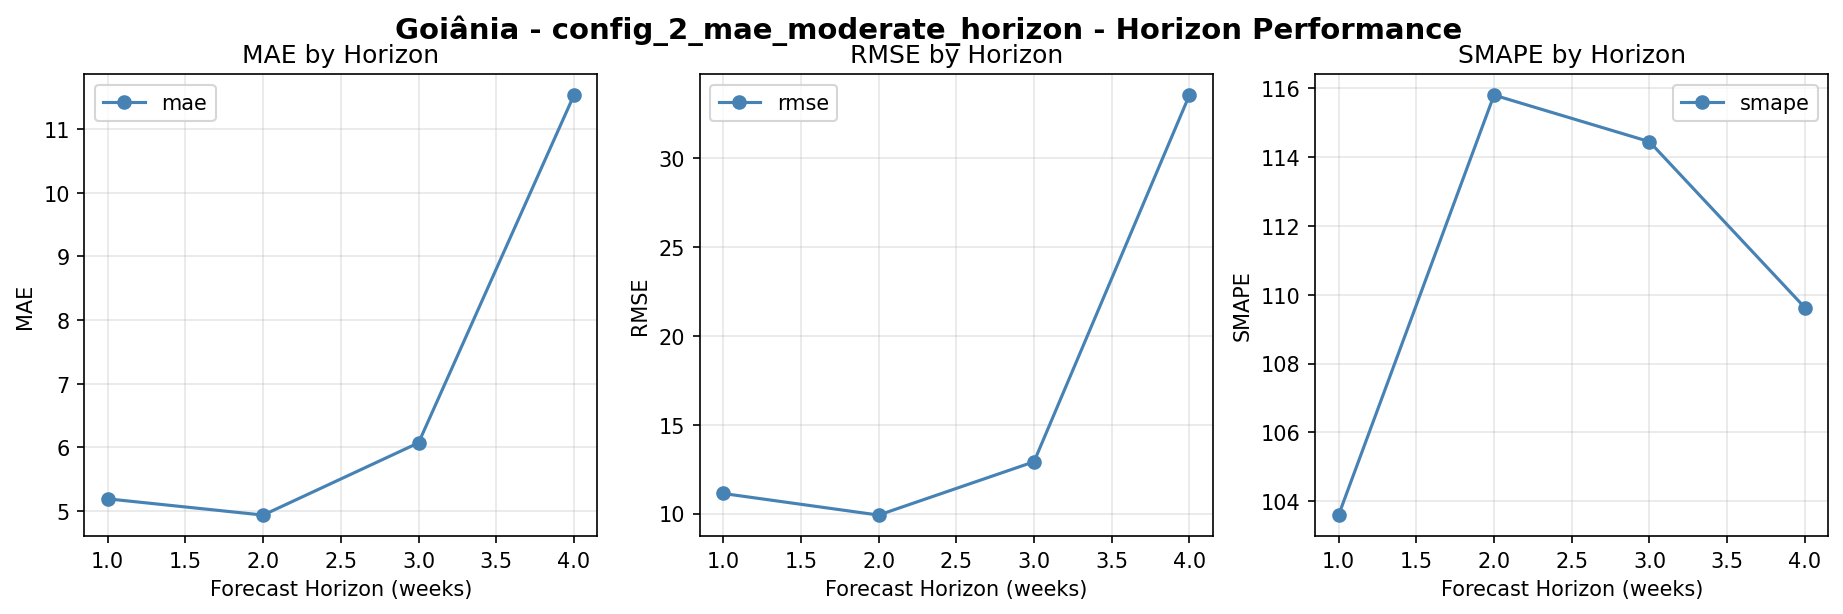 Goiânia - config_2_mae_moderate_horizon - Horizon Performance
MAE by Horizon
mae
11
10
9
8
7
6
5
MAE
1.0 1.5 2.0 2.5 3.0 3.5 4.0
Forecast Horizon (weeks)
RMSE by Horizon
rmse
30
25
20
15
10
RMSE
1.0 1.5 2.0 2.5 3.0 3.5 4.0
Forecast Horizon (weeks)
SMAPE by Horizon
smape
116
114
112
110
108
106
104
SMAPE
1.0 1.5 2.0 2.5 3.0 3.5 4.0
Forecast Horizon (weeks)